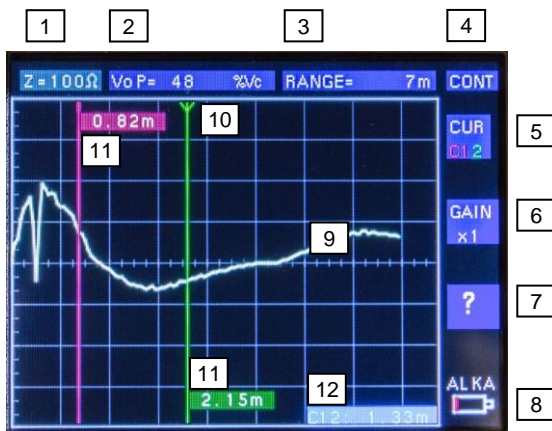 1 2 3 4
Z=100Ω VoP= 48 %Vc RANGE= 7m CONT
0.82m 10
11
CUR
C12
5
GAIN
x1
6
9
?
7
11
2.15m
12
C12: 1.33m
ALKA
8